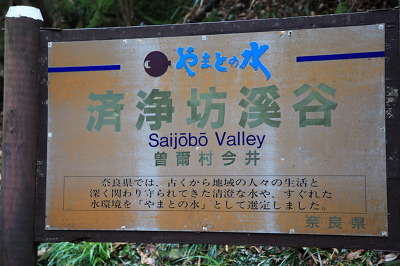 やまとの水
済浄坊渓谷
Saijōbō Valley
曽爾村今井
奈良県では、古くから地域の人々の生活と
深く関わり守られてきた清澄な水や、すぐれた
水環境を「やまとの水」として選定しました。
奈良県